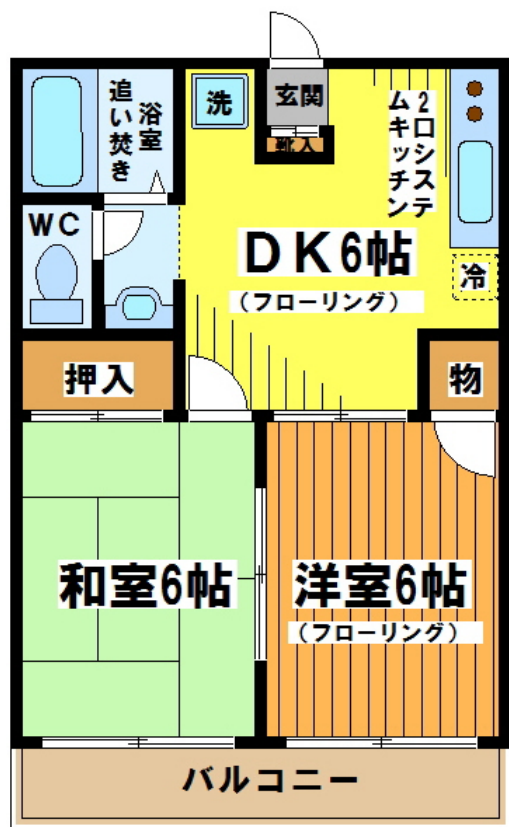 浴室
追い焚き
洗
玄関
靴入
2口システ
ムキッチン
WC
DK6帖
(フローリング)
冷
押入
物
和室6帖
洋室6帖
(フローリング)
バルコニー